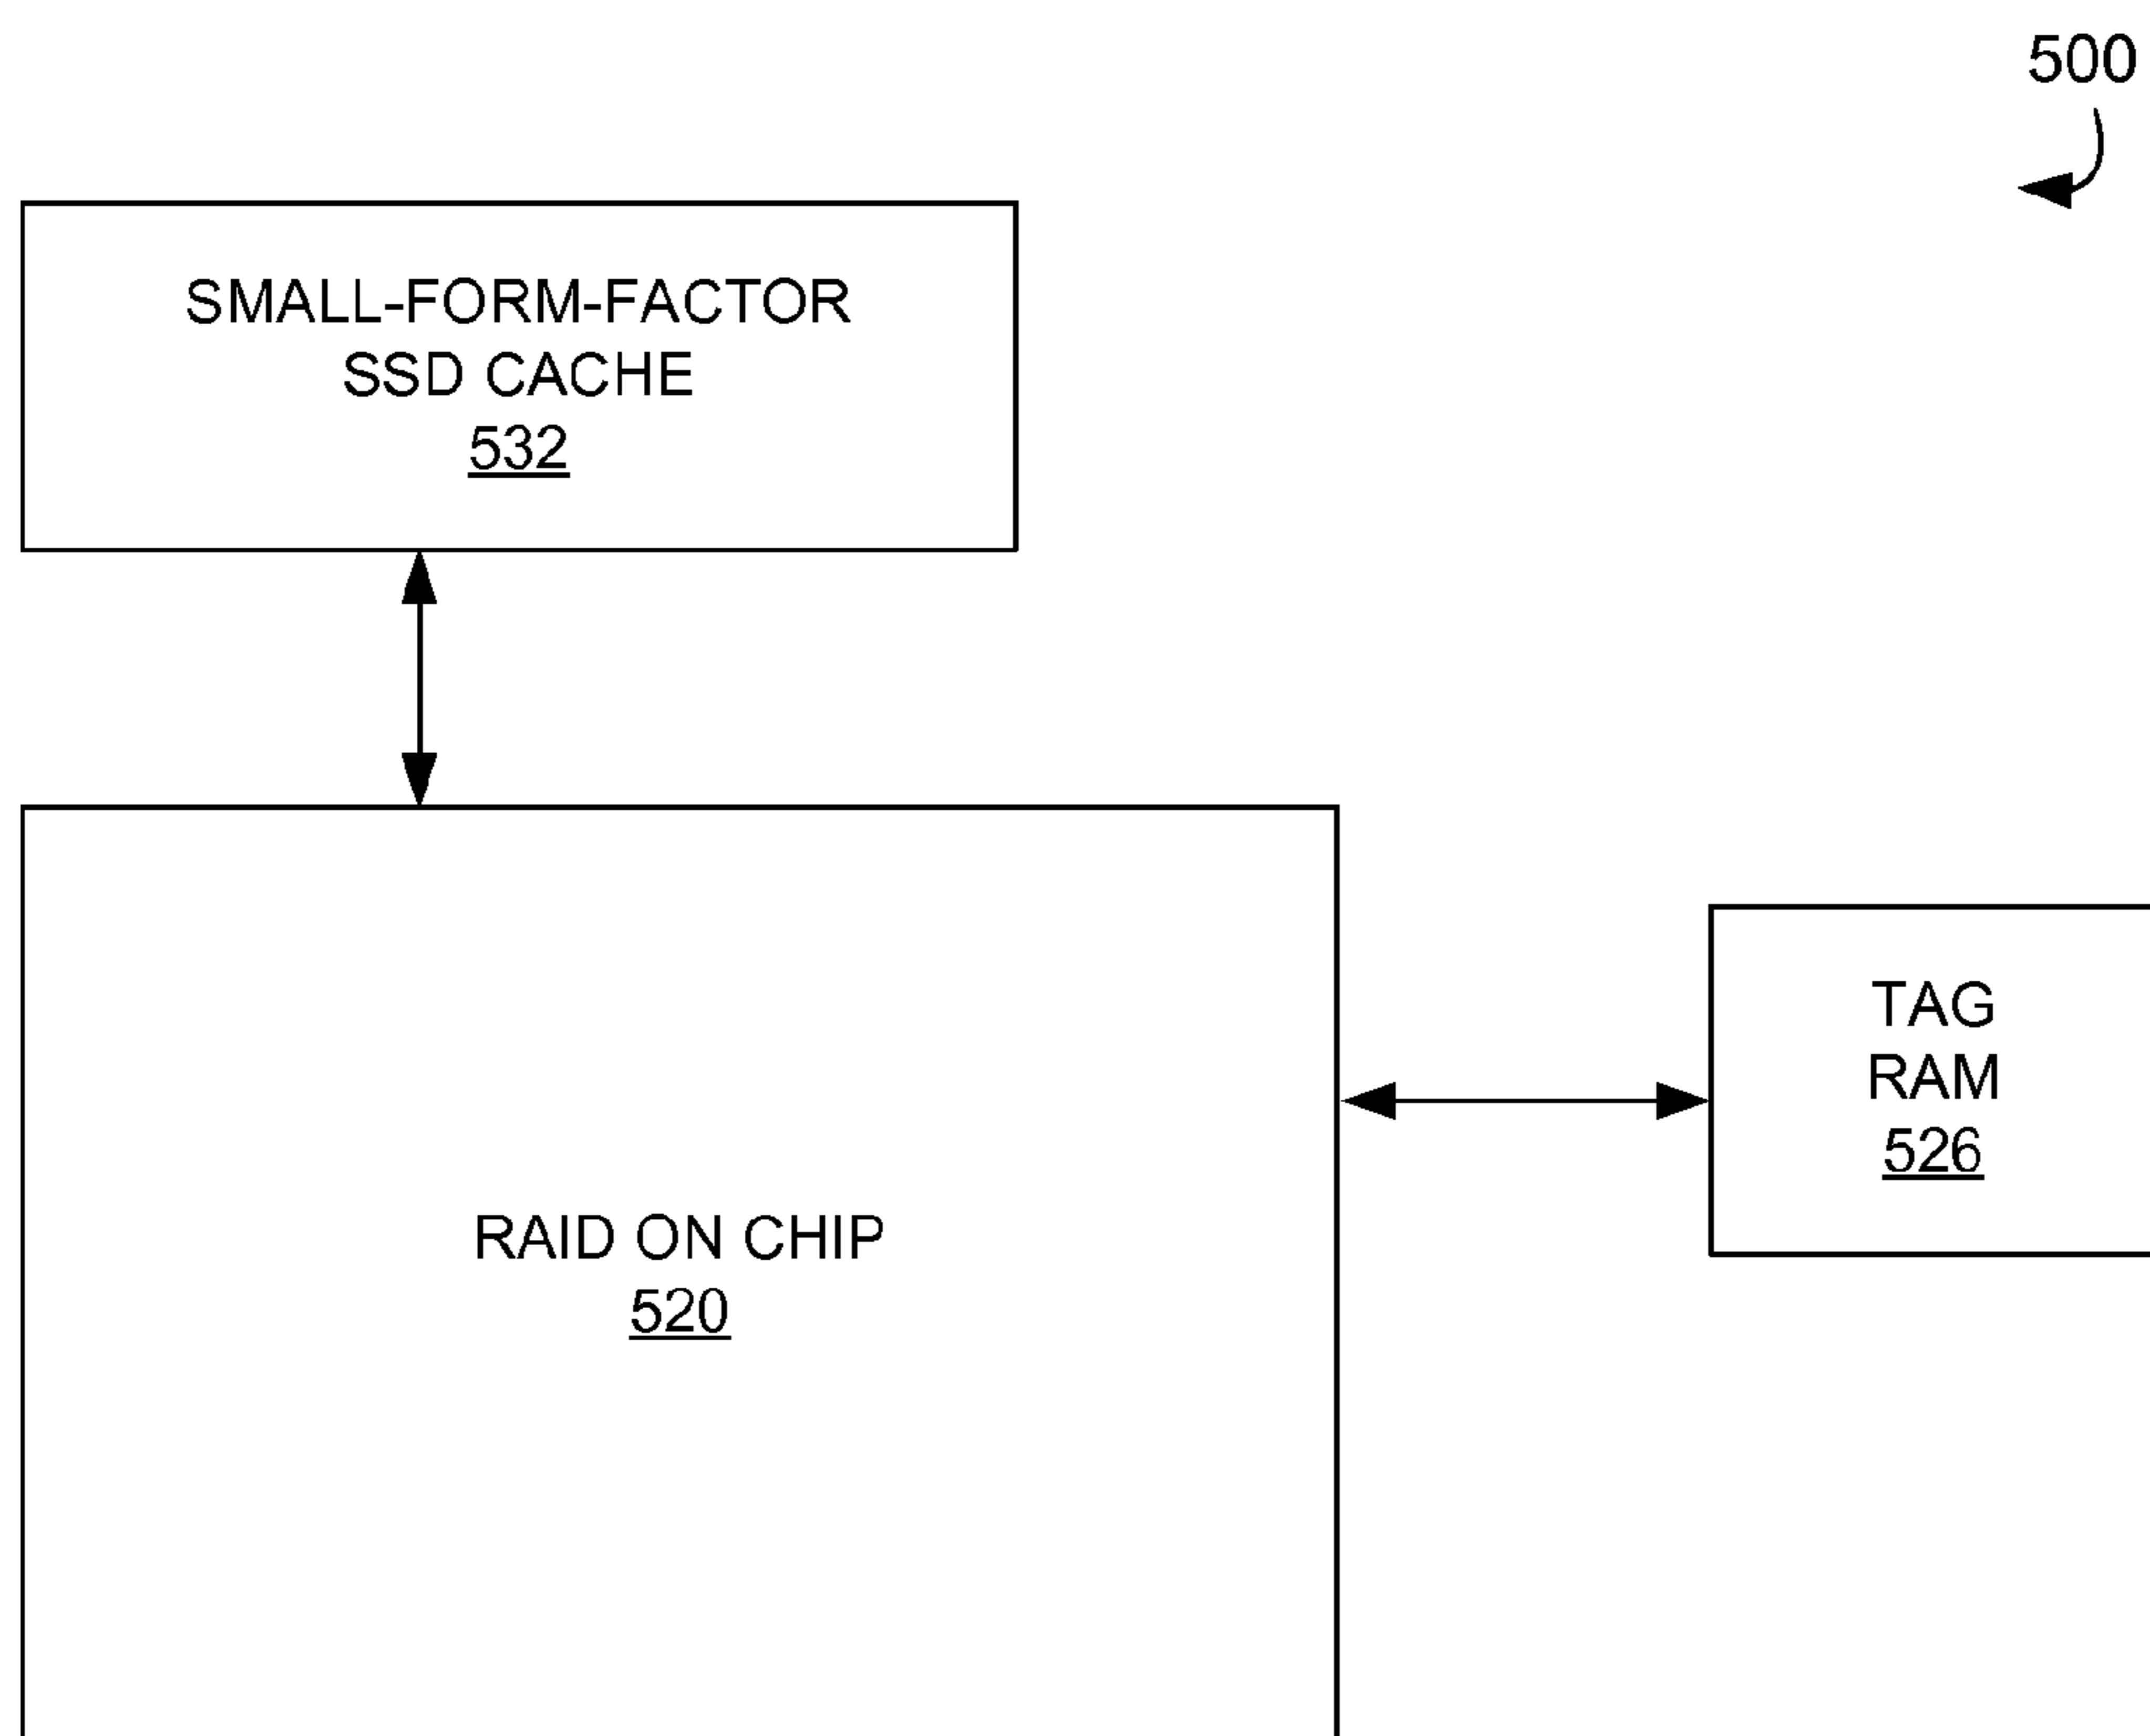 500
SMALL-FORM-FACTOR
SSD CACHE
532
TAG
RAM
526
RAID ON CHIP
520